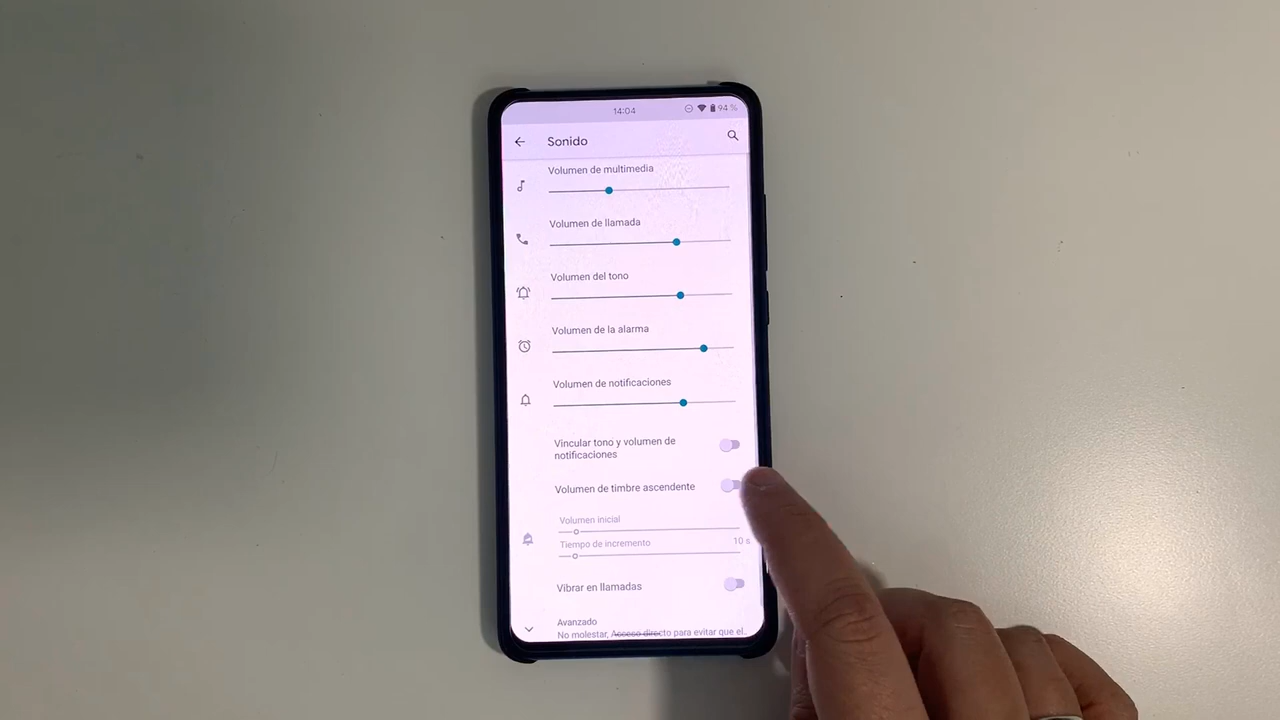 14:04
94 %
Sonido
Volumen de multimedia
Volumen de llamada
Volumen del tono
Volumen de la alarma
Volumen de notificaciones
Vincular tono y volumen de
notificaciones
Volumen de timbre ascendente
Volumen inicial
Tiempo de incremento
10 s
Vibrar en llamadas
Avanzado
No molestar, Acceso directo para evitar que el..